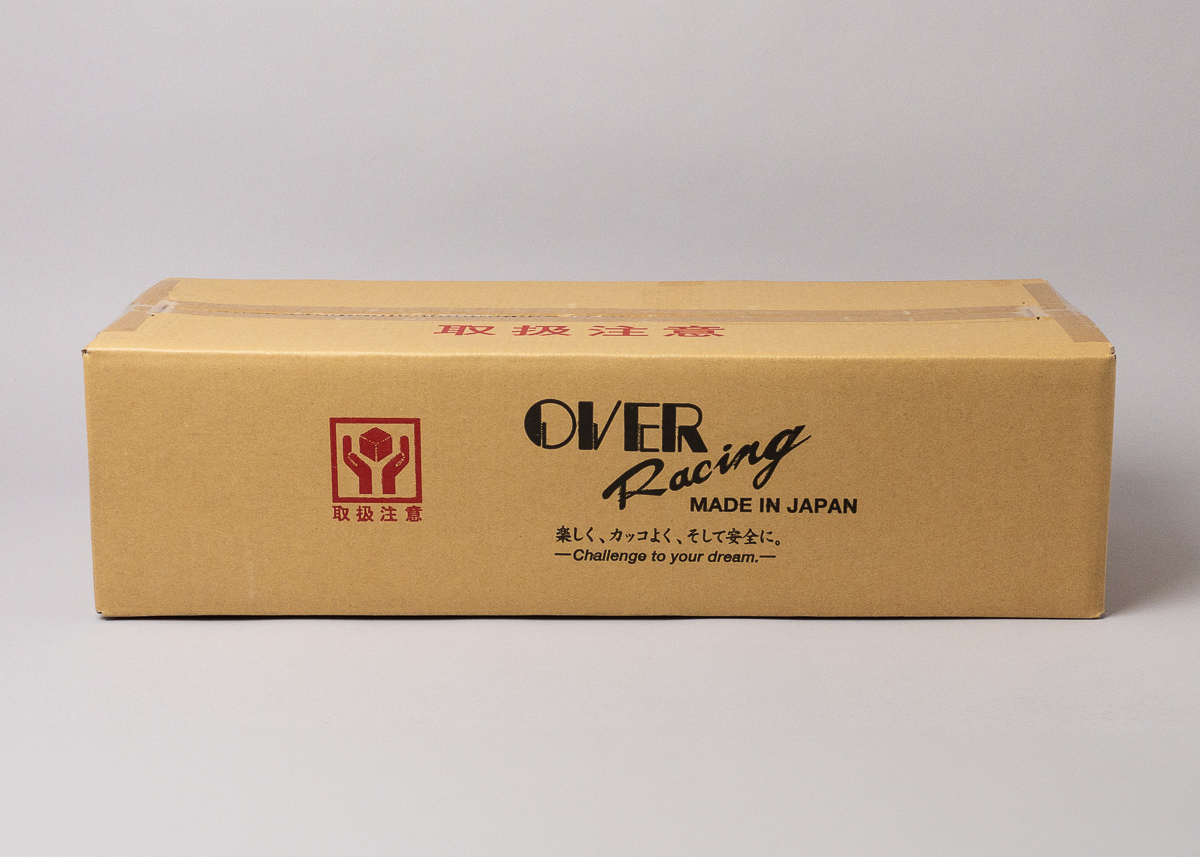 取扱注意
取扱注意
OVER
Racing
MADE IN JAPAN
楽しく、カッコよく、そして安全に。
—Challenge to your dream.—